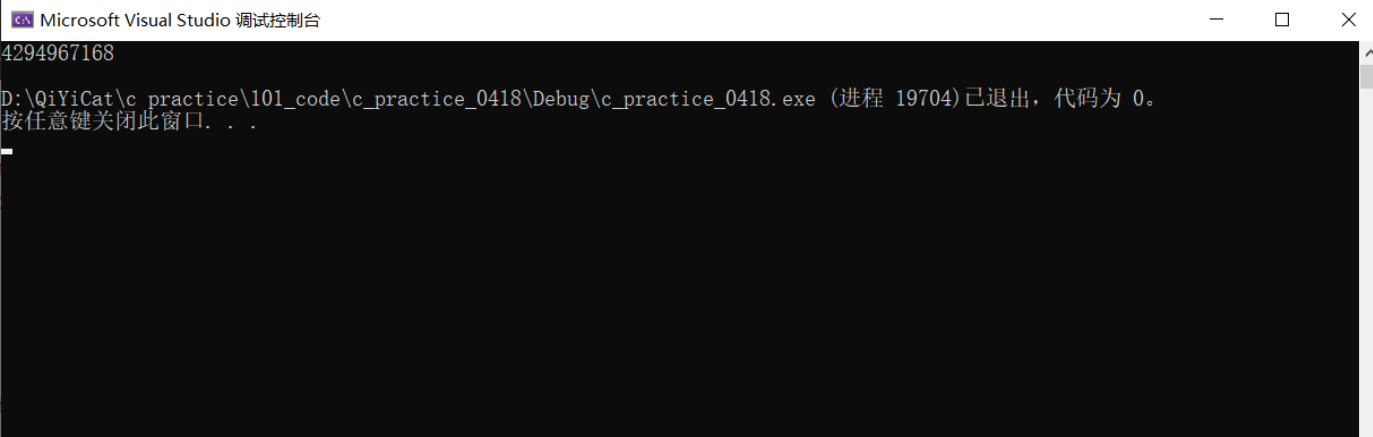 Microsoft Visual Studio 调试控制台
4294967168
D:\QiYiCat\c practice\101_code\c_practice_0418\Debug\c_practice_0418.exe (进程 19704)已退出，代码为 0。
按任意键关闭此窗口. . .